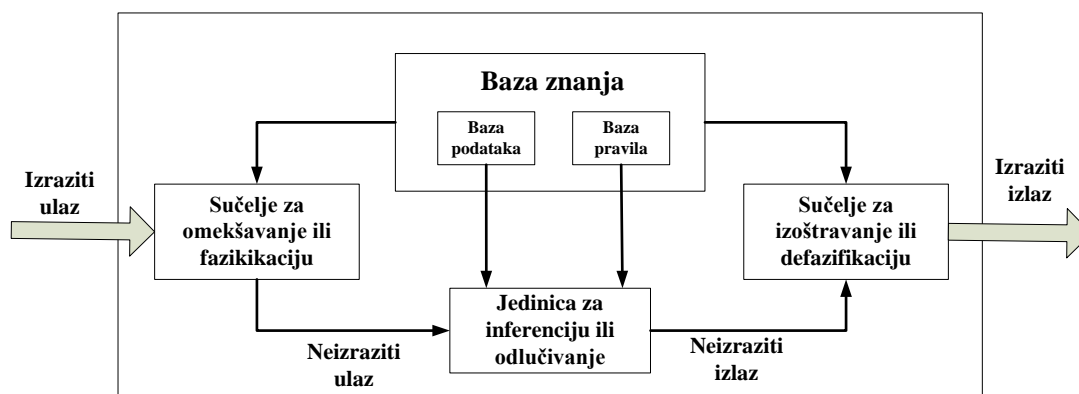 Baza znanja
Baza
podataka
Baza
pravila
Izraziti
ulaz
Sučelje za
omekšavanje ili
fazikikaciju
Sučelje za
izoštravanje ili
defazifikaciju
Izraziti
izlaz
Jedinica za
inferenciju ili
odlučivanje
Neizraziti
ulaz
Neizraziti
izlaz